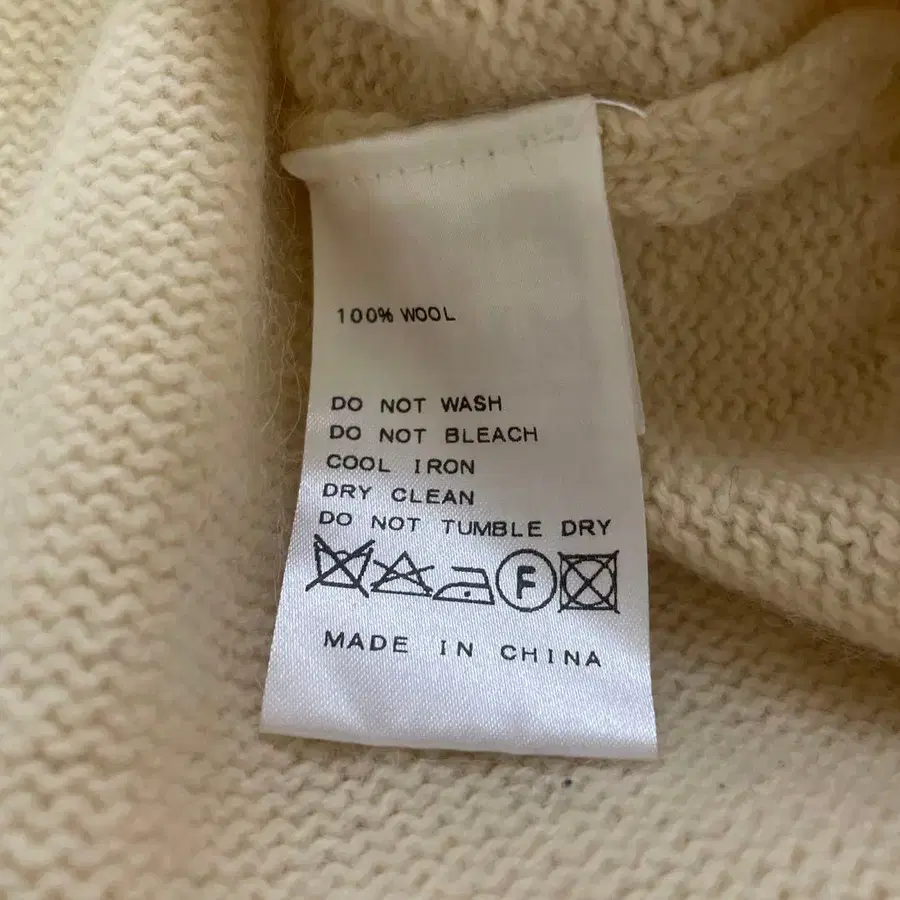 100% WOOL
DO NOT WASH
DO NOT BLEACH
COOL IRON
DRY CLEAN
DO NOT TUMBLE DRY
F
MADE IN CHINA